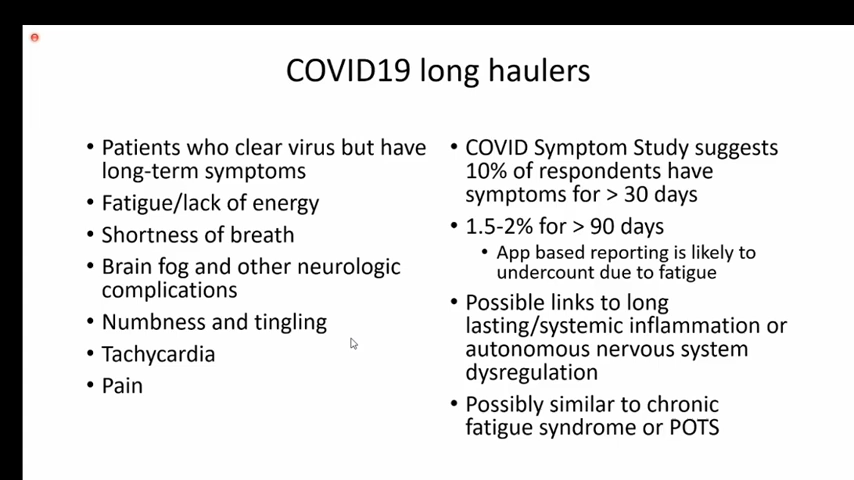 COVID19 long haulers
• Patients who clear virus but have
long-term symptoms
• Fatigue/lack of energy
• Shortness of breath
• Brain fog and other neurologic
complications
• Numbness and tingling
• Tachycardia
• Pain
• COVID Symptom Study suggests
10% of respondents have
symptoms for > 30 days
• 1.5-2% for > 90 days
• App based reporting is likely to
undercount due to fatigue
• Possible links to long
lasting/systemic inflammation or
autonomous nervous system
dysregulation
• Possibly similar to chronic
fatigue syndrome or POTS